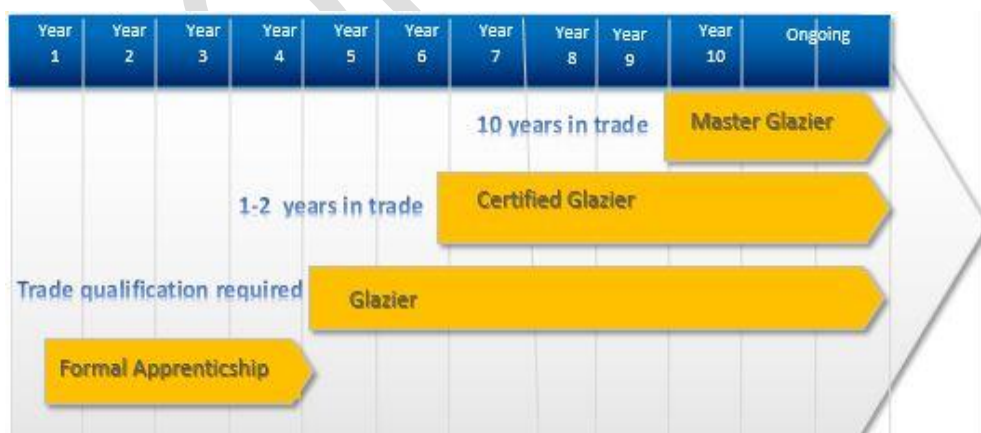 Year 1 Year 2 Year 3 Year 4 Year 5 Year 6 Year 7 Year 8 Year 9 Year 10 Ongoing
10 years in trade Master Glazier
1-2 years in trade Certified Glazier
Trade qualification required Glazier
Formal Apprenticship